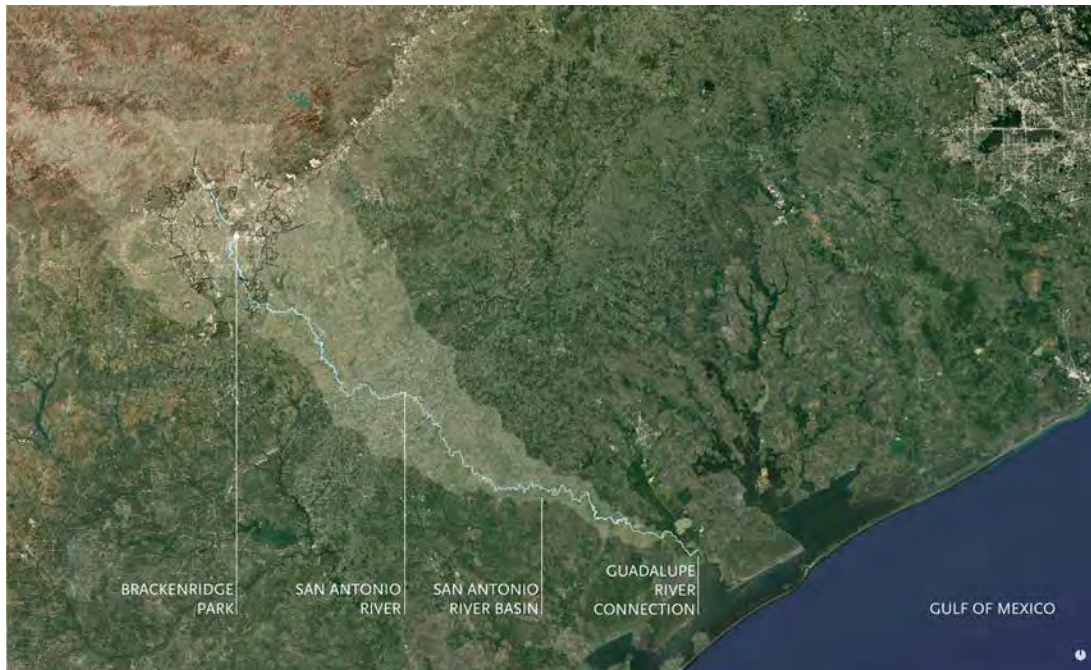 BRACKENRIDGE
PARK
SAN ANTONIO
RIVER
SAN ANTONIO
RIVER BASIN
GUADALUPE
RIVER
CONNECTION
GULF OF MEXICO